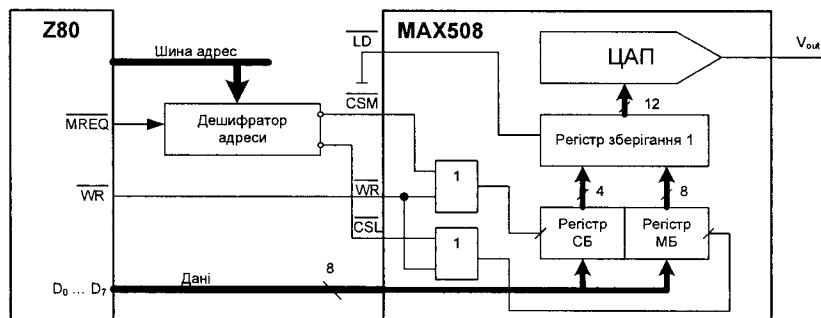 Z80
MAX508
Шина адрес
LD
ЦАП
V out
12
CSM
MREQ
Дешифратор
адреси
Регістр зберігання 1
1
4
8
WR
WR
CSL
1
Регістр
СБ
Регістр
МБ
D0 ... D7
Дані
8